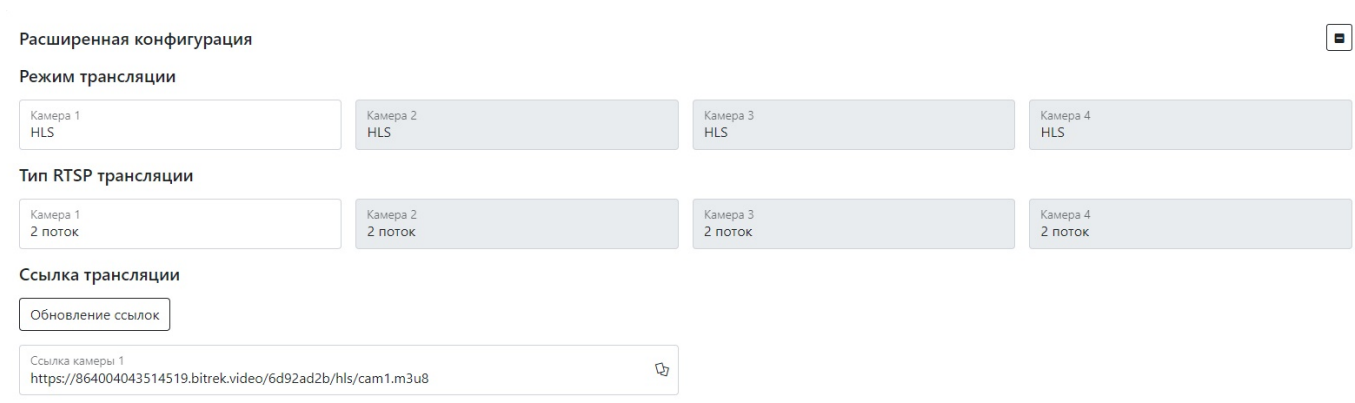 Расширенная конфигурация
Режим трансляции
Камера 1 Камера 2 Камера 3 Камера 4
HLS HLS HLS HLS
Тип RTSP трансляции
Камера 1 Камера 2 Камера 3 Камера 4
2 поток 2 поток 2 поток 2 поток
Ссылка трансляции
Обновление ссылок
Ссылка камеры 1
https://864004043514519.bitrek.video/6d92ad2b/hls/cam1.m3u8